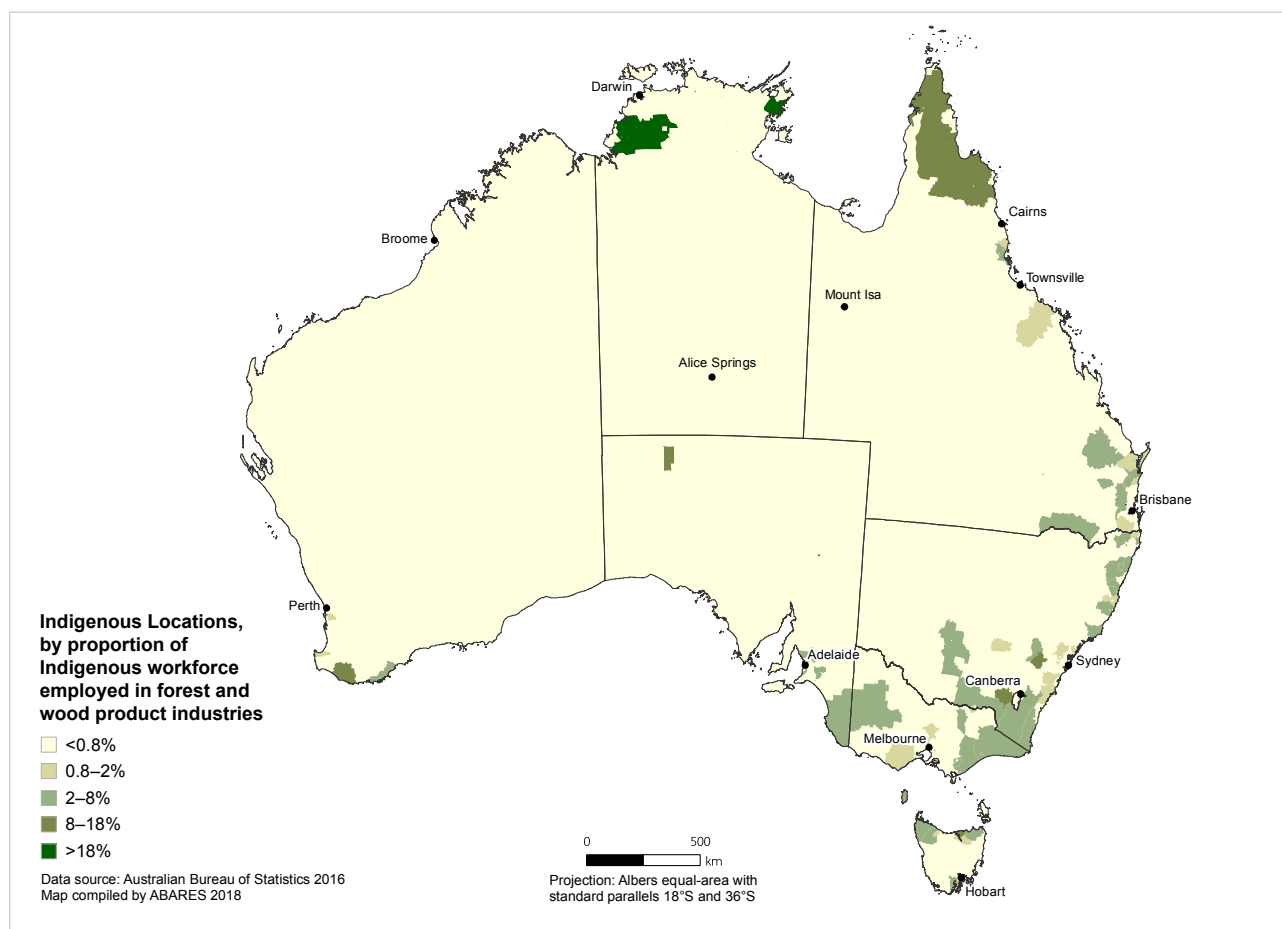 Darwin
Cairns
Broome
Townsville
Mount Isa
Alice Springs
Brisbane
Perth
Indigenous Locations,
by proportion of
Indigenous workforce
employed in forest and
wood product industries
<0.8%
0.8–2%
2–8%
8–18%
>18%
Data source: Australian Bureau of Statistics 2016
Map compiled by ABARES 2018
Adelaide
Sydney
Canberra
Melbourne
0 500
km
Projection: Albers equal-area with
standard parallels 18°S and 36°S
Hobart